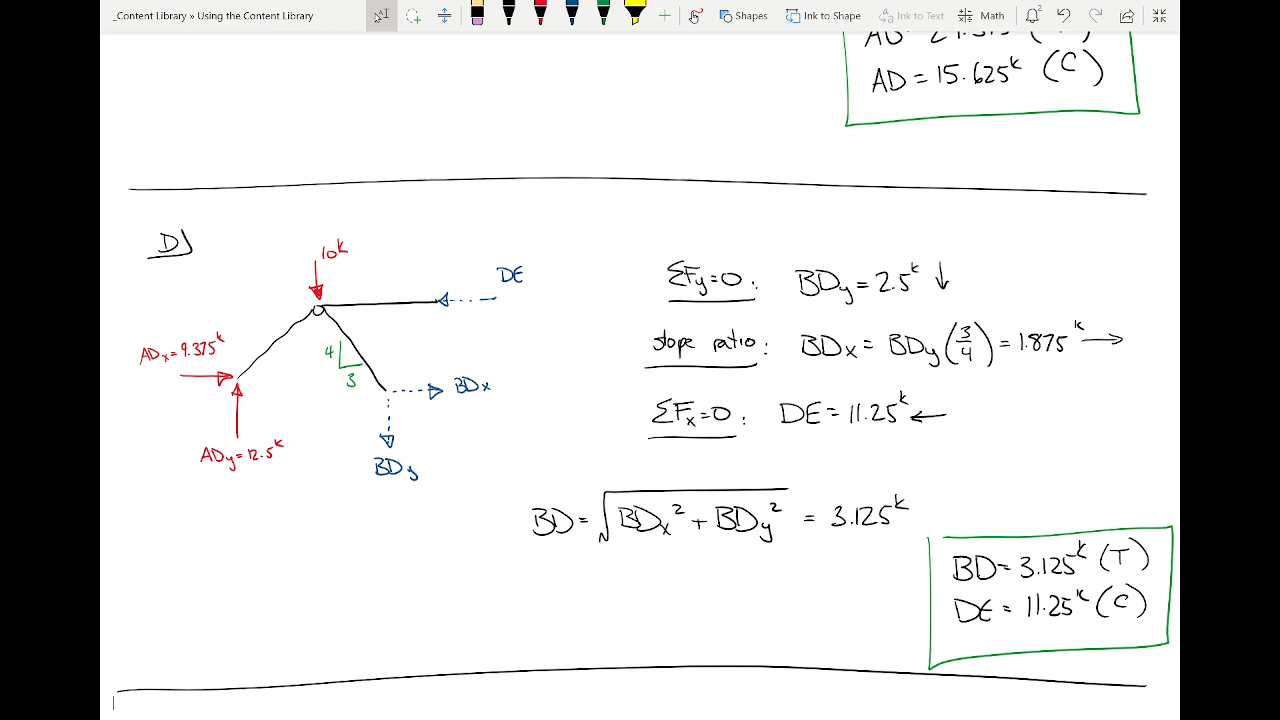 _Content Library » Using the Content Library
2
Shapes
Ink to Shape
Ink to Text
Math
AD = 15.625ᵏ (C)
D)
10ᵏ
DE
ADₓ = 9.375ᵏ
4
3
BDₓ
ADy = 12.5ᵏ
BDy
ΣFy = 0 : BDy = 2.5ᵏ ↓
slope ratio : BDₓ = BDy (3/4) = 1.875ᵏ →
ΣFₓ = 0 : DE = 11.25ᵏ ←
BD = √(BDₓ² + BDy²) = 3.125ᵏ
BD = 3.125ᵏ (T)
DE = 11.25ᵏ (C)